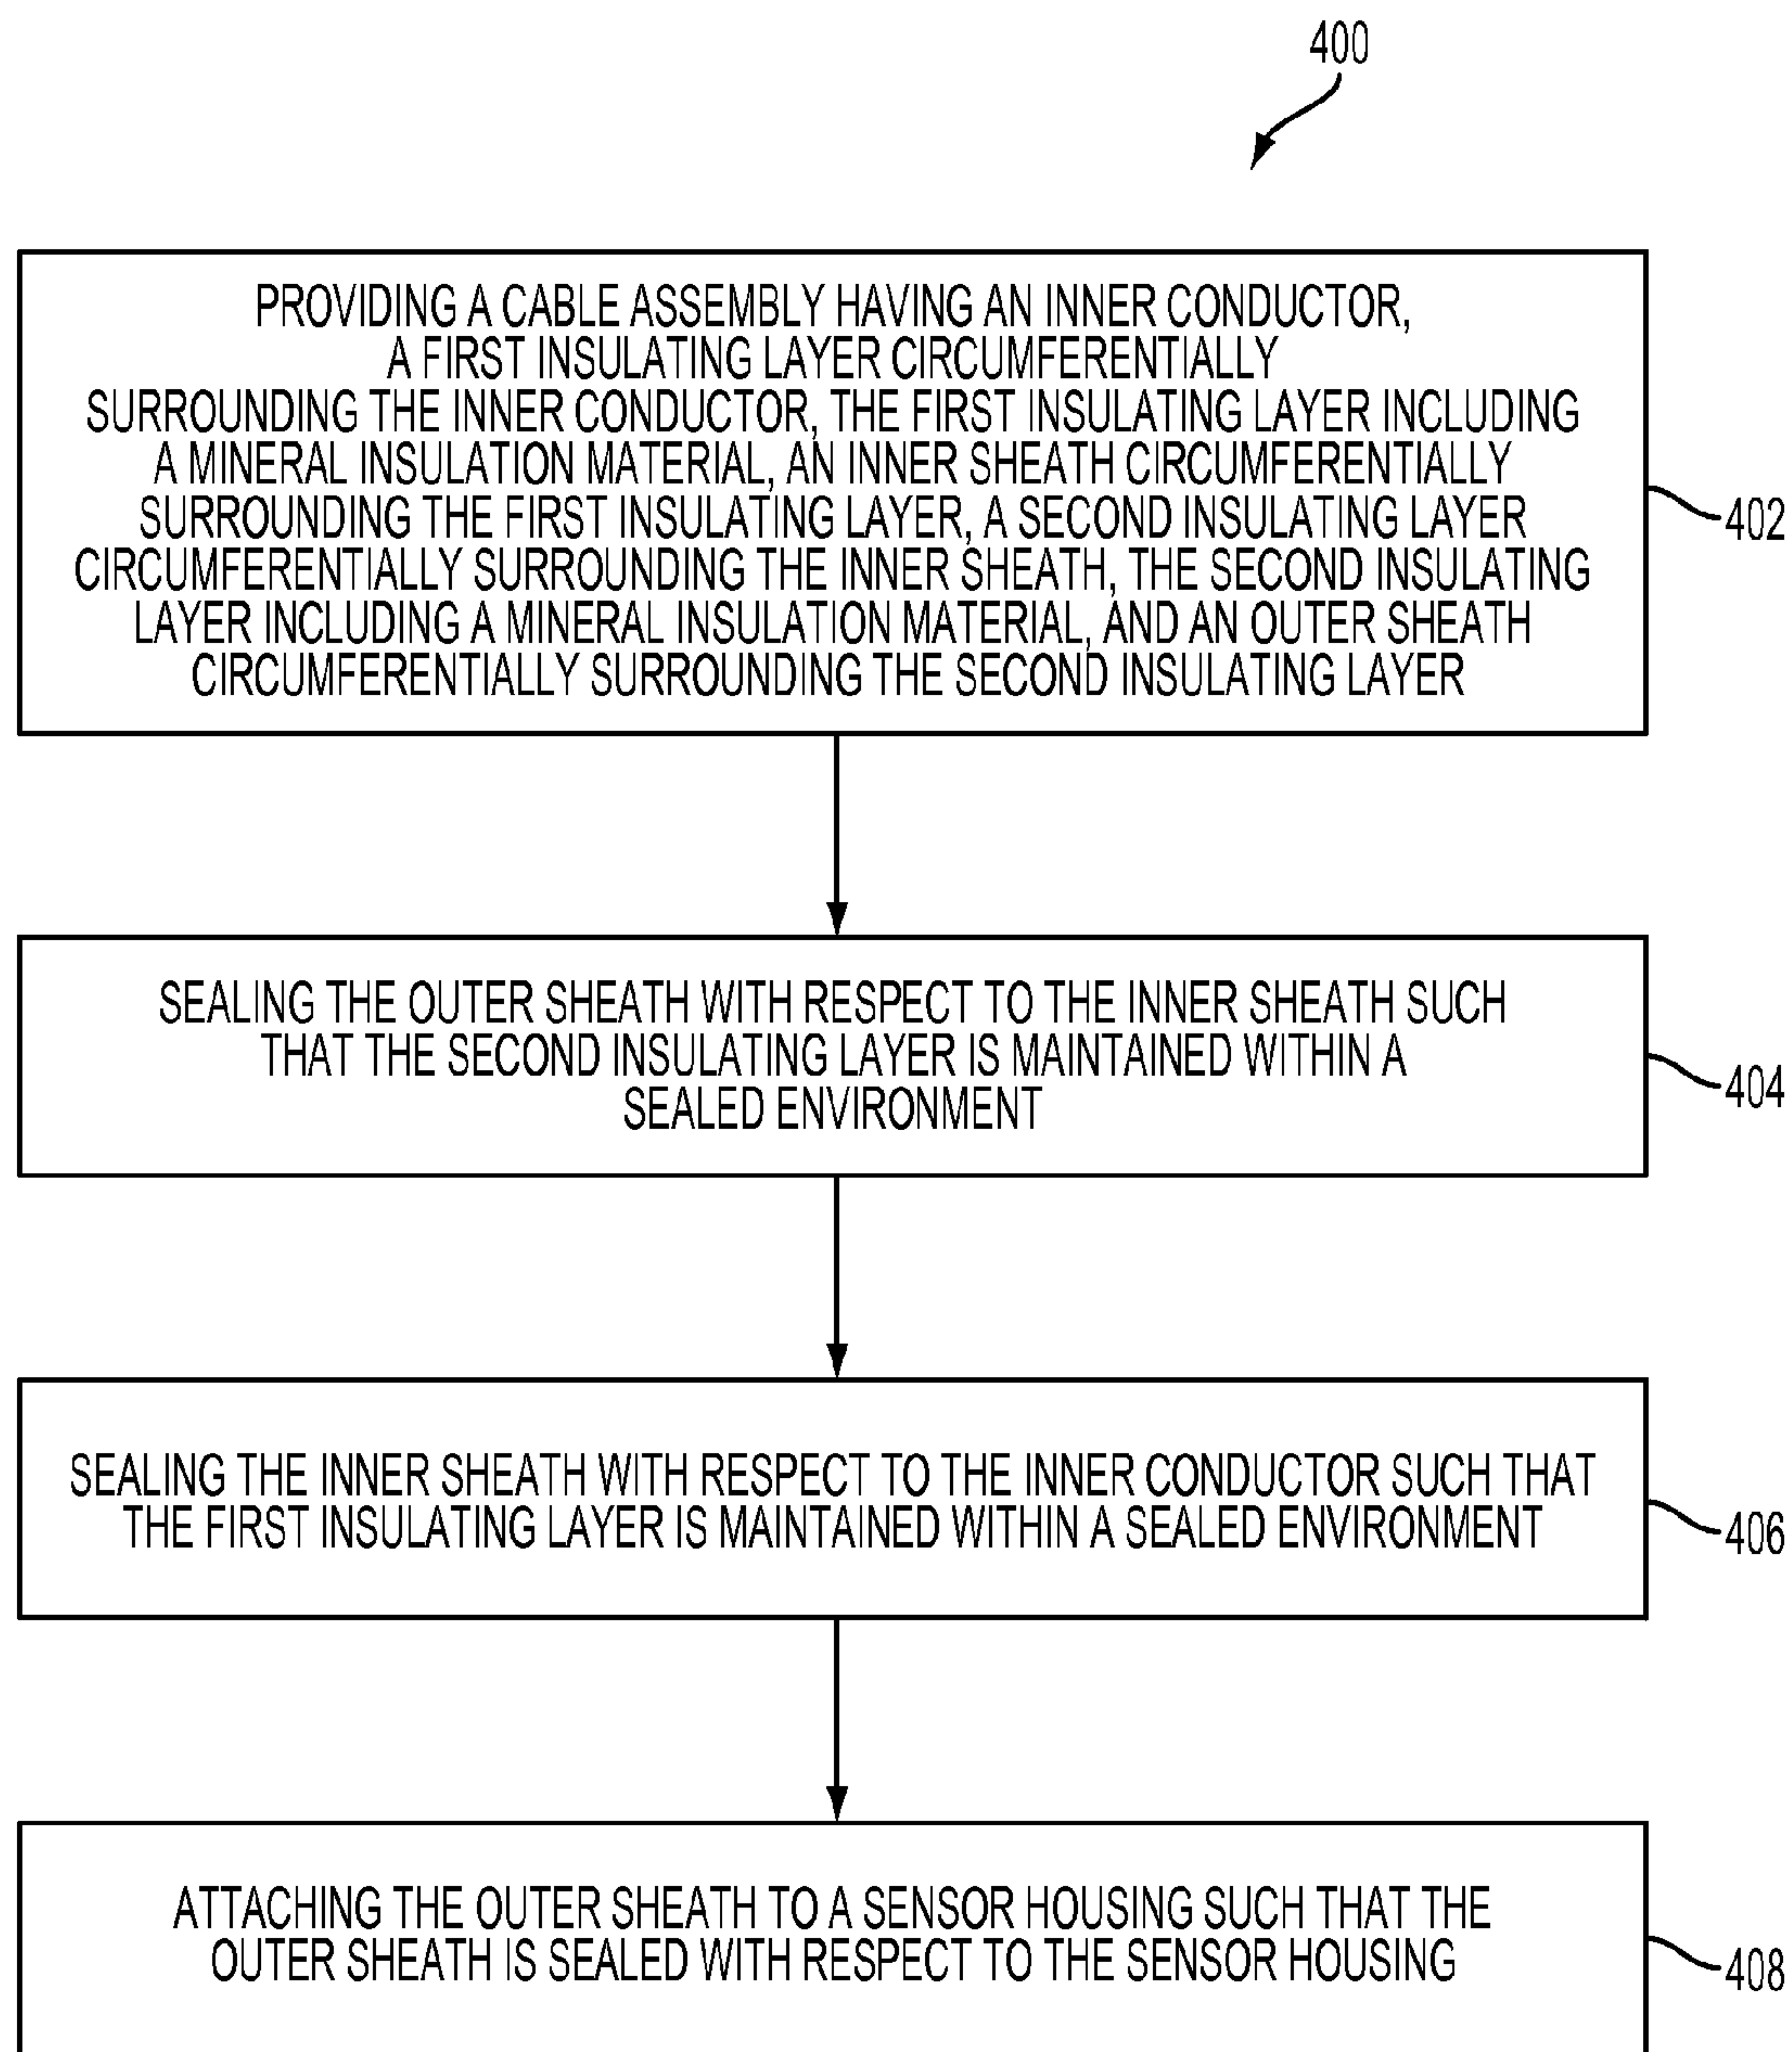 400
PROVIDING A CABLE ASSEMBLY HAVING AN INNER CONDUCTOR,
A FIRST INSULATING LAYER CIRCUMFERENTIALLY
SURROUNDING THE INNER CONDUCTOR, THE FIRST INSULATING LAYER INCLUDING
A MINERAL INSULATION MATERIAL, AN INNER SHEATH CIRCUMFERENTIALLY
SURROUNDING THE FIRST INSULATING LAYER, A SECOND INSULATING LAYER
CIRCUMFERENTIALLY SURROUNDING THE INNER SHEATH, THE SECOND INSULATING
LAYER INCLUDING A MINERAL INSULATION MATERIAL, AND AN OUTER SHEATH
CIRCUMFERENTIALLY SURROUNDING THE SECOND INSULATING LAYER
402
SEALING THE OUTER SHEATH WITH RESPECT TO THE INNER SHEATH SUCH
THAT THE SECOND INSULATING LAYER IS MAINTAINED WITHIN A
SEALED ENVIRONMENT
404
SEALING THE INNER SHEATH WITH RESPECT TO THE INNER CONDUCTOR SUCH THAT
THE FIRST INSULATING LAYER IS MAINTAINED WITHIN A SEALED ENVIRONMENT
406
ATTACHING THE OUTER SHEATH TO A SENSOR HOUSING SUCH THAT THE
OUTER SHEATH IS SEALED WITH RESPECT TO THE SENSOR HOUSING
408